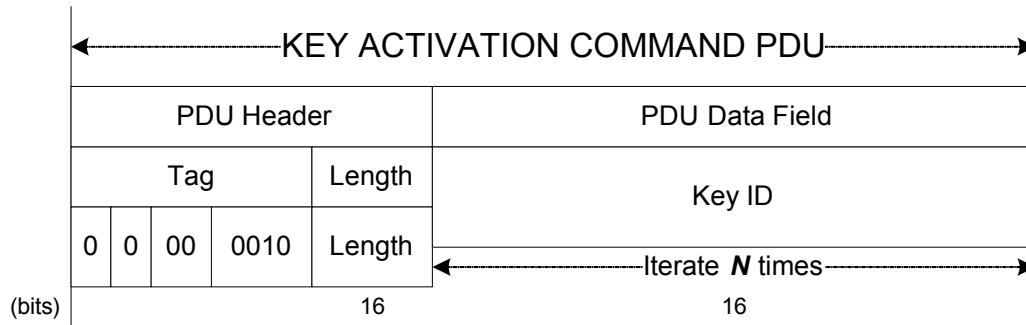 KEY ACTIVATION COMMAND PDU
PDU Header PDU Data Field
Tag Length Key ID
0 0 00 0010 Length
Iterate N times
(bits) 16 16